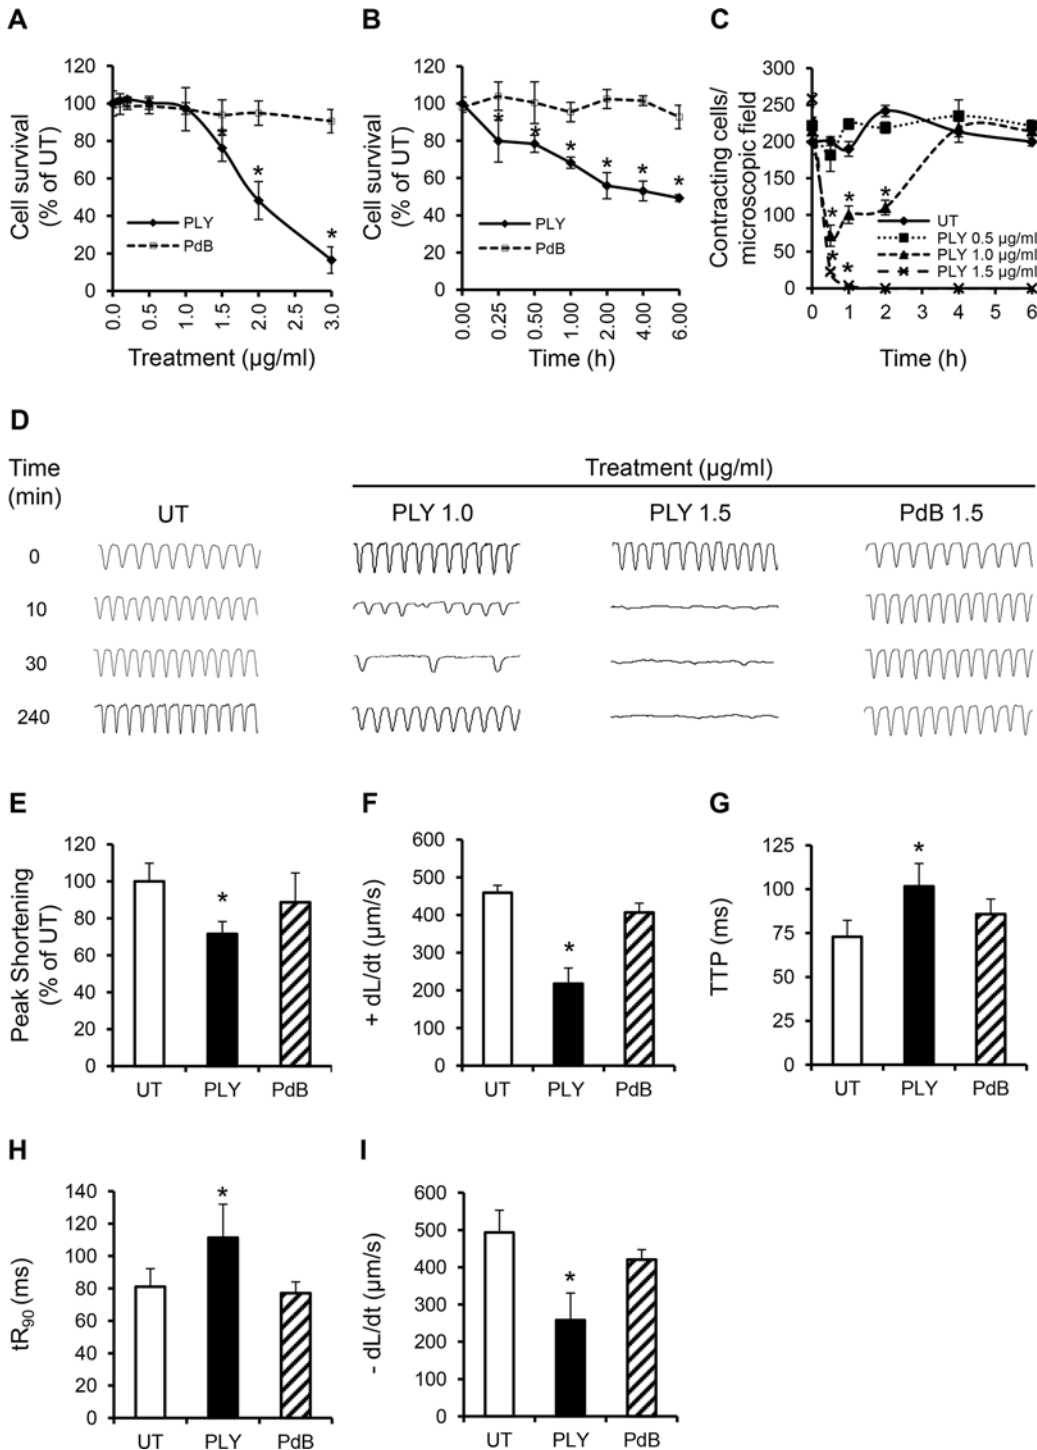 A
120
100
80
60
40
20
0
Cell survival
(% of UT)
*
*
*
PLY
PdB
0.0
0.5
1.0
1.5
2.0
3.0
Treatment (µg/ml)
B
120
100
80
60
40
20
0
Cell survival
(% of UT)
*
*
*
*
*
*
PLY
PdB
0.00
0.25
0.50
1.00
2.00
4.00
6.00
Time (h)
C
300
250
200
150
100
50
0
Contracting cells/
microscopic field
*
*
*
*
*
UT
PLY 0.5 µg/ml
PLY 1.0 µg/ml
PLY 1.5 µg/ml
0 1 2 3 4 5 6
Time (h)
D
Time
(min)
Treatment (µg/ml)
UT PLY 1.0 PLY 1.5 PdB 1.5
0
10
30
240
E
120
100
80
60
40
20
0
Peak Shortening
(% of UT)
*
UT PLY PdB
F
600
500
400
300
200
100
0
+ dL/dt (µm/s)
*
UT PLY PdB
G
125
100
75
50
25
0
TTP (ms)
*
UT PLY PdB
H
140
120
100
80
60
40
20
0
tR90 (ms)
*
UT PLY PdB
I
600
500
400
300
200
100
0
- dL/dt (µm/s)
*
UT PLY PdB